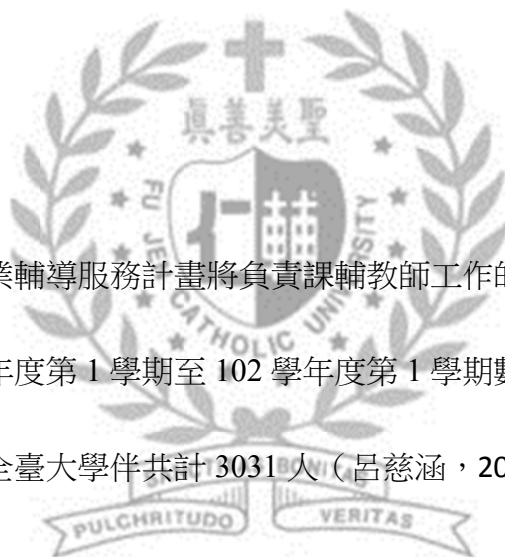 真善美聖
FU JEN CATHOLIC UNIVERSITY
業輔導服務計畫將負責課輔教師工作的
年度第 1 學期至 102 學年度第 1 學期數
全臺大學伴共計 3031 人（呂慈涵，20
PULCHRITUDO
VERITAS